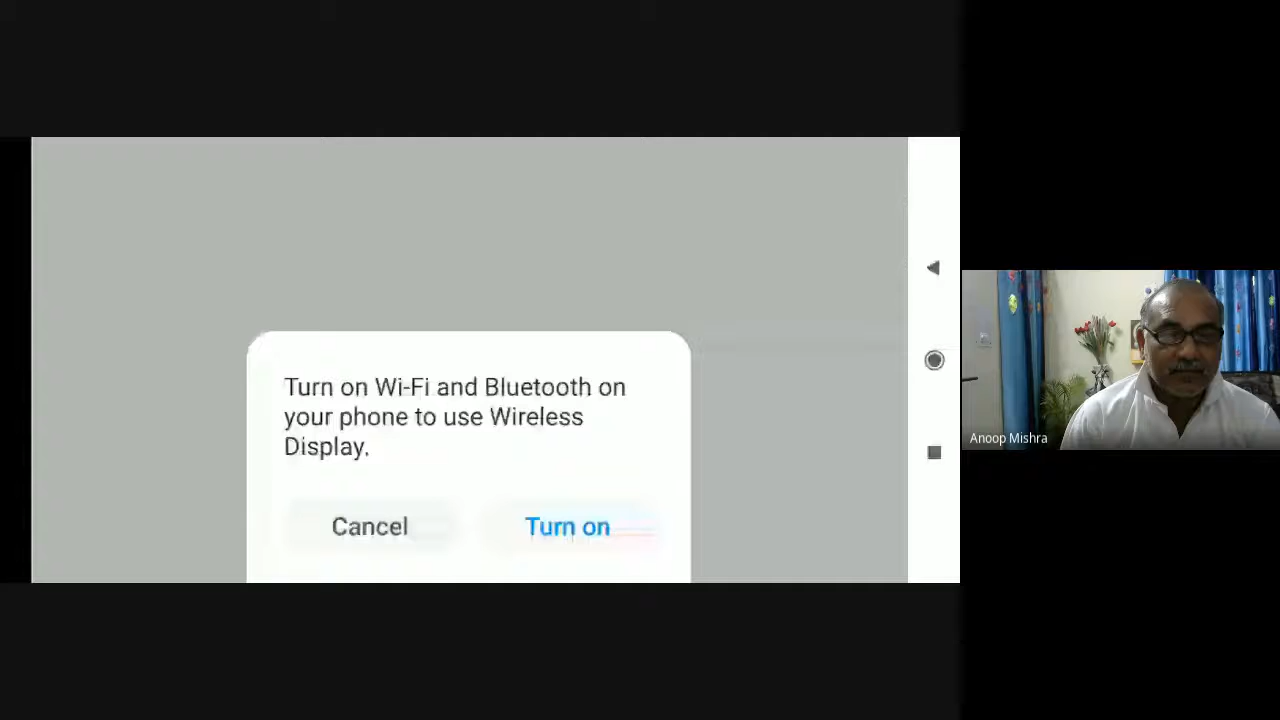 Turn on Wi-Fi and Bluetooth on
your phone to use Wireless
Display.
Cancel
Turn on
Anoop Mishra